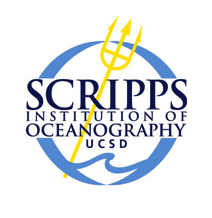 SCRIPPS
INSTITUTION OF
OCEANOGRAPHY
UCSD